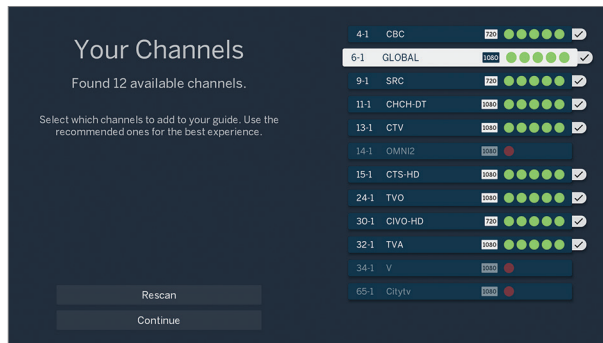 Your Channels
Found 12 available channels.
Select which channels to add to your guide. Use the
recommended ones for the best experience.
Rescan
Continue
4-1 CBC 720
6-1 GLOBAL 1080
9-1 SRC 720
11-1 CHCH-DT 1080
13-1 CTV 1080
14-1 OMNI2 1080
15-1 CTS-HD 1080
24-1 TVO 1080
30-1 CIVO-HD 720
32-1 TVA 1080
34-1 V 1080
65-1 Citytv 1080